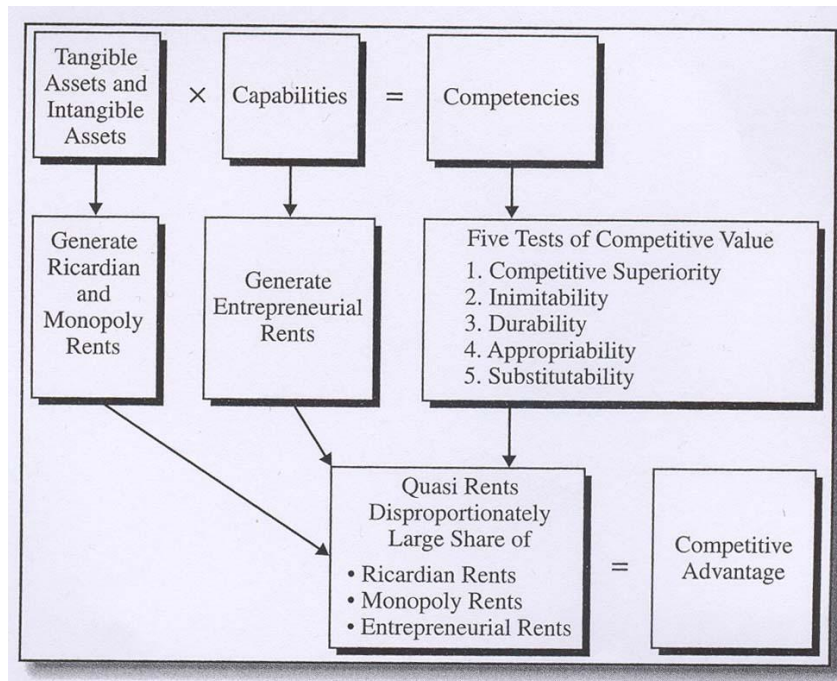 Tangible
Assets and
Intangible
Assets
×
Capabilities
=
Competencies
Generate
Ricardian
and
Monopoly
Rents
Generate
Entrepreneurial
Rents
Five Tests of Competitive Value
1. Competitive Superiority
2. Inimitability
3. Durability
4. Appropriability
5. Substitutability
Quasi Rents
Disproportionately
Large Share of
• Ricardian Rents
• Monopoly Rents
• Entrepreneurial Rents
=
Competitive
Advantage